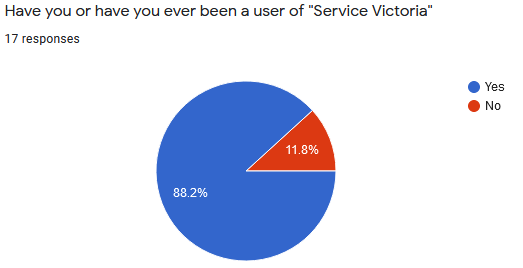 Have you or have you ever been a user of "Service Victoria"
17 responses
Yes
No
11.8%
88.2%